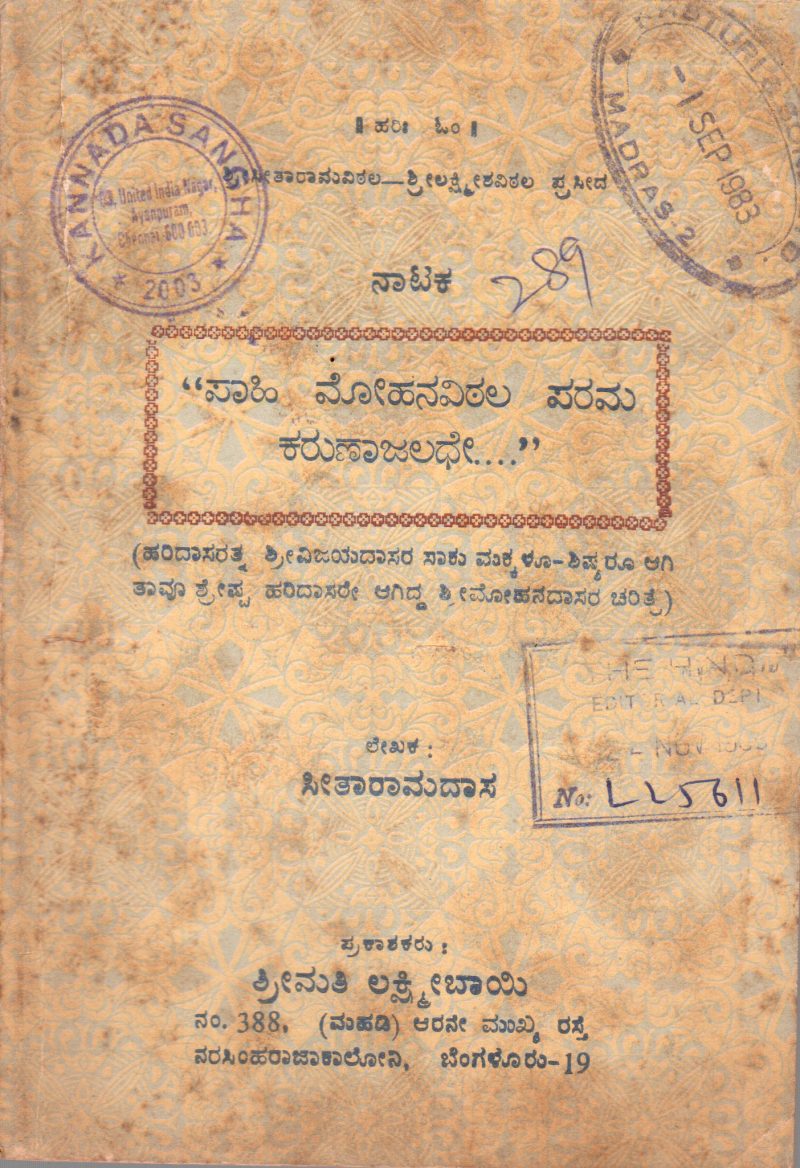 ॥ ಹರಿಃ ಓಂ ॥
ಶ್ರೀಸೀತಾರಾಮವಿಠಲ—ಶ್ರೀಲಕ್ಷ್ಮೀಶವಿಠಲ ಪ್ರಸೀದ
KANNADA SANGHA
United India Nagar,
Ayanpuram,
Chennai-600 023
* 2003 *
& SONS
-1 SEP 1983
MADRAS-2
ನಾಟಕ
289
“ಪಾಹಿ ಮೋಹನವಿಠಲ ಪರಮ
ಕರುಣಾಜಲಧೇ....”
(ಹರಿದಾಸರತ್ನ ಶ್ರೀವಿಜಯದಾಸರ ಸಾಕು ಮಕ್ಕಳೂ-ಶಿಷ್ಯರೂ ಆಗಿ
ತಾವೂ ಶ್ರೇಷ್ಠ ಹರಿದಾಸರೇ ಆಗಿದ್ದ ಶ್ರೀಮೋಹನದಾಸರ ಚರಿತ್ರೆ)
THE HINDU
EDITORIAL DEPT
NOV
No: L25611
ಲೇಖಕ :
ಸೀತಾರಾಮದಾಸ
ಪ್ರಕಾಶಕರು :
ಶ್ರೀಮತಿ ಲಕ್ಷ್ಮೀಬಾಯಿ
ನಂ. 388, (ಮಹಡಿ) ಆರನೇ ಮುಖ್ಯ ರಸ್ತೆ
ನರಸಿಂಹರಾಜಾಕಾಲೋನಿ, ಬೆಂಗಳೂರು-19